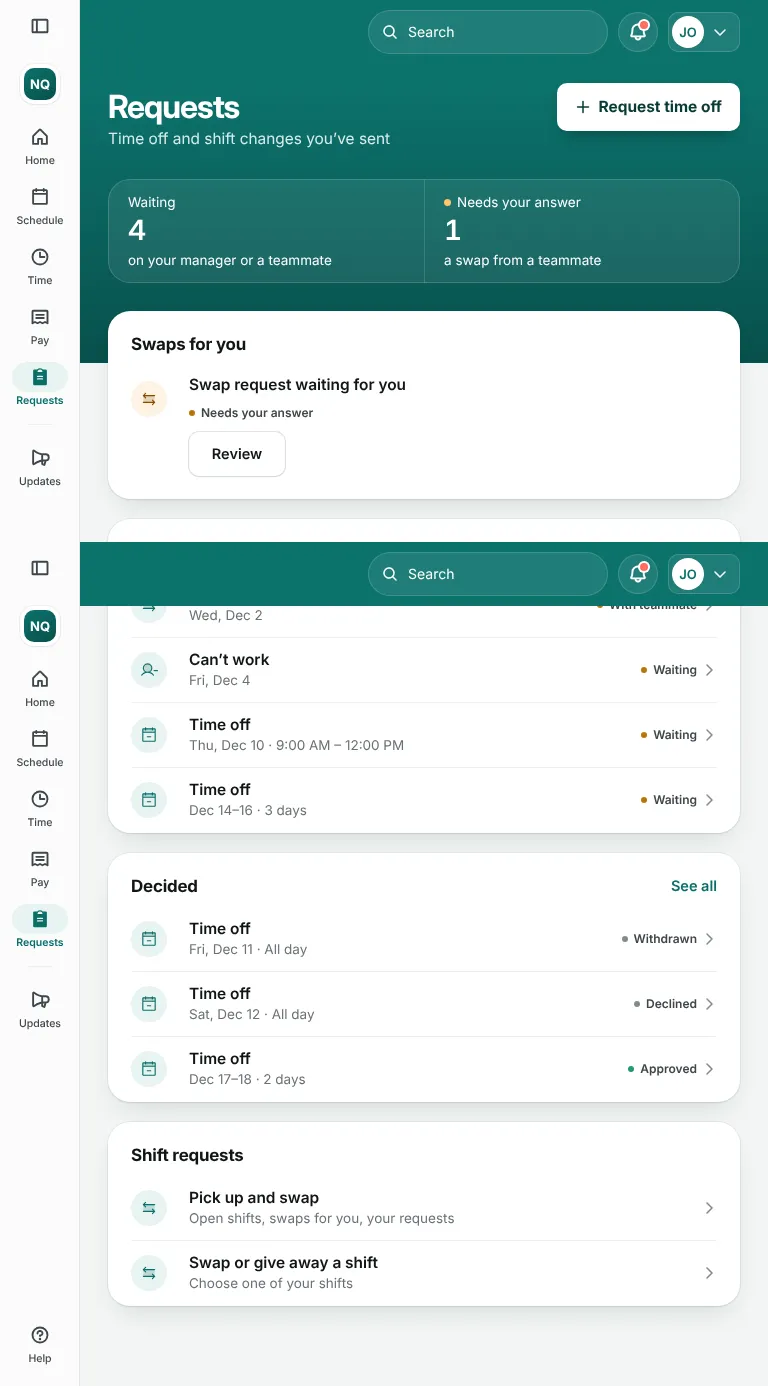 Search
JO
NQ
Requests
Request time off
Time off and shift changes you've sent
Home
Schedule
Time
Pay
Requests
Updates
Waiting
4
on your manager or a teammate
Needs your answer
1
a swap from a teammate
Swaps for you
Swap request waiting for you
Needs your answer
Review
Search
JO
NQ
Home
Schedule
Time
Pay
Requests
Updates
Help
With teammate
Wed, Dec 2
Can’t work
Fri, Dec 4
Waiting
Time off
Thu, Dec 10 · 9:00 AM – 12:00 PM
Waiting
Time off
Dec 14–16 · 3 days
Waiting
Decided
See all
Time off
Fri, Dec 11 · All day
Withdrawn
Time off
Sat, Dec 12 · All day
Declined
Time off
Dec 17–18 · 2 days
Approved
Shift requests
Pick up and swap
Open shifts, swaps for you, your requests
Swap or give away a shift
Choose one of your shifts